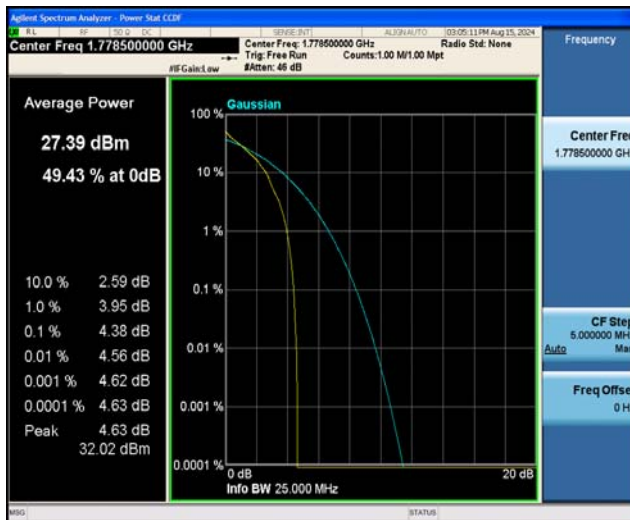 Agilent Spectrum Analyzer - Power Stat CCDF
RL RF 50 Ω DC SENSE:INT ALIGN AUTO 03:05:11 PM Aug 15, 2024
Center Freq 1.778500000 GHz
Center Freq: 1.778500000 GHz Radio Std: None
Trig: Free Run Counts:1.00 M/1.00 Mpt
#IFGain:Low #Atten: 46 dB
Frequency
Average Power
27.39 dBm
49.43 % at 0dB
10.0 % 2.59 dB
1.0 % 3.95 dB
0.1 % 4.38 dB
0.01 % 4.56 dB
0.001 % 4.62 dB
0.0001 % 4.63 dB
Peak 4.63 dB
32.02 dBm
Gaussian
100 %
10 %
1 %
0.1 %
0.01 %
0.001 %
0.0001 %
0 dB 20 dB
Info BW 25.000 MHz
Center Fre
1.778500000 GH
CF Step
5.000000 MH
Auto Ma
Freq Offse
0 H
MSG STATUS